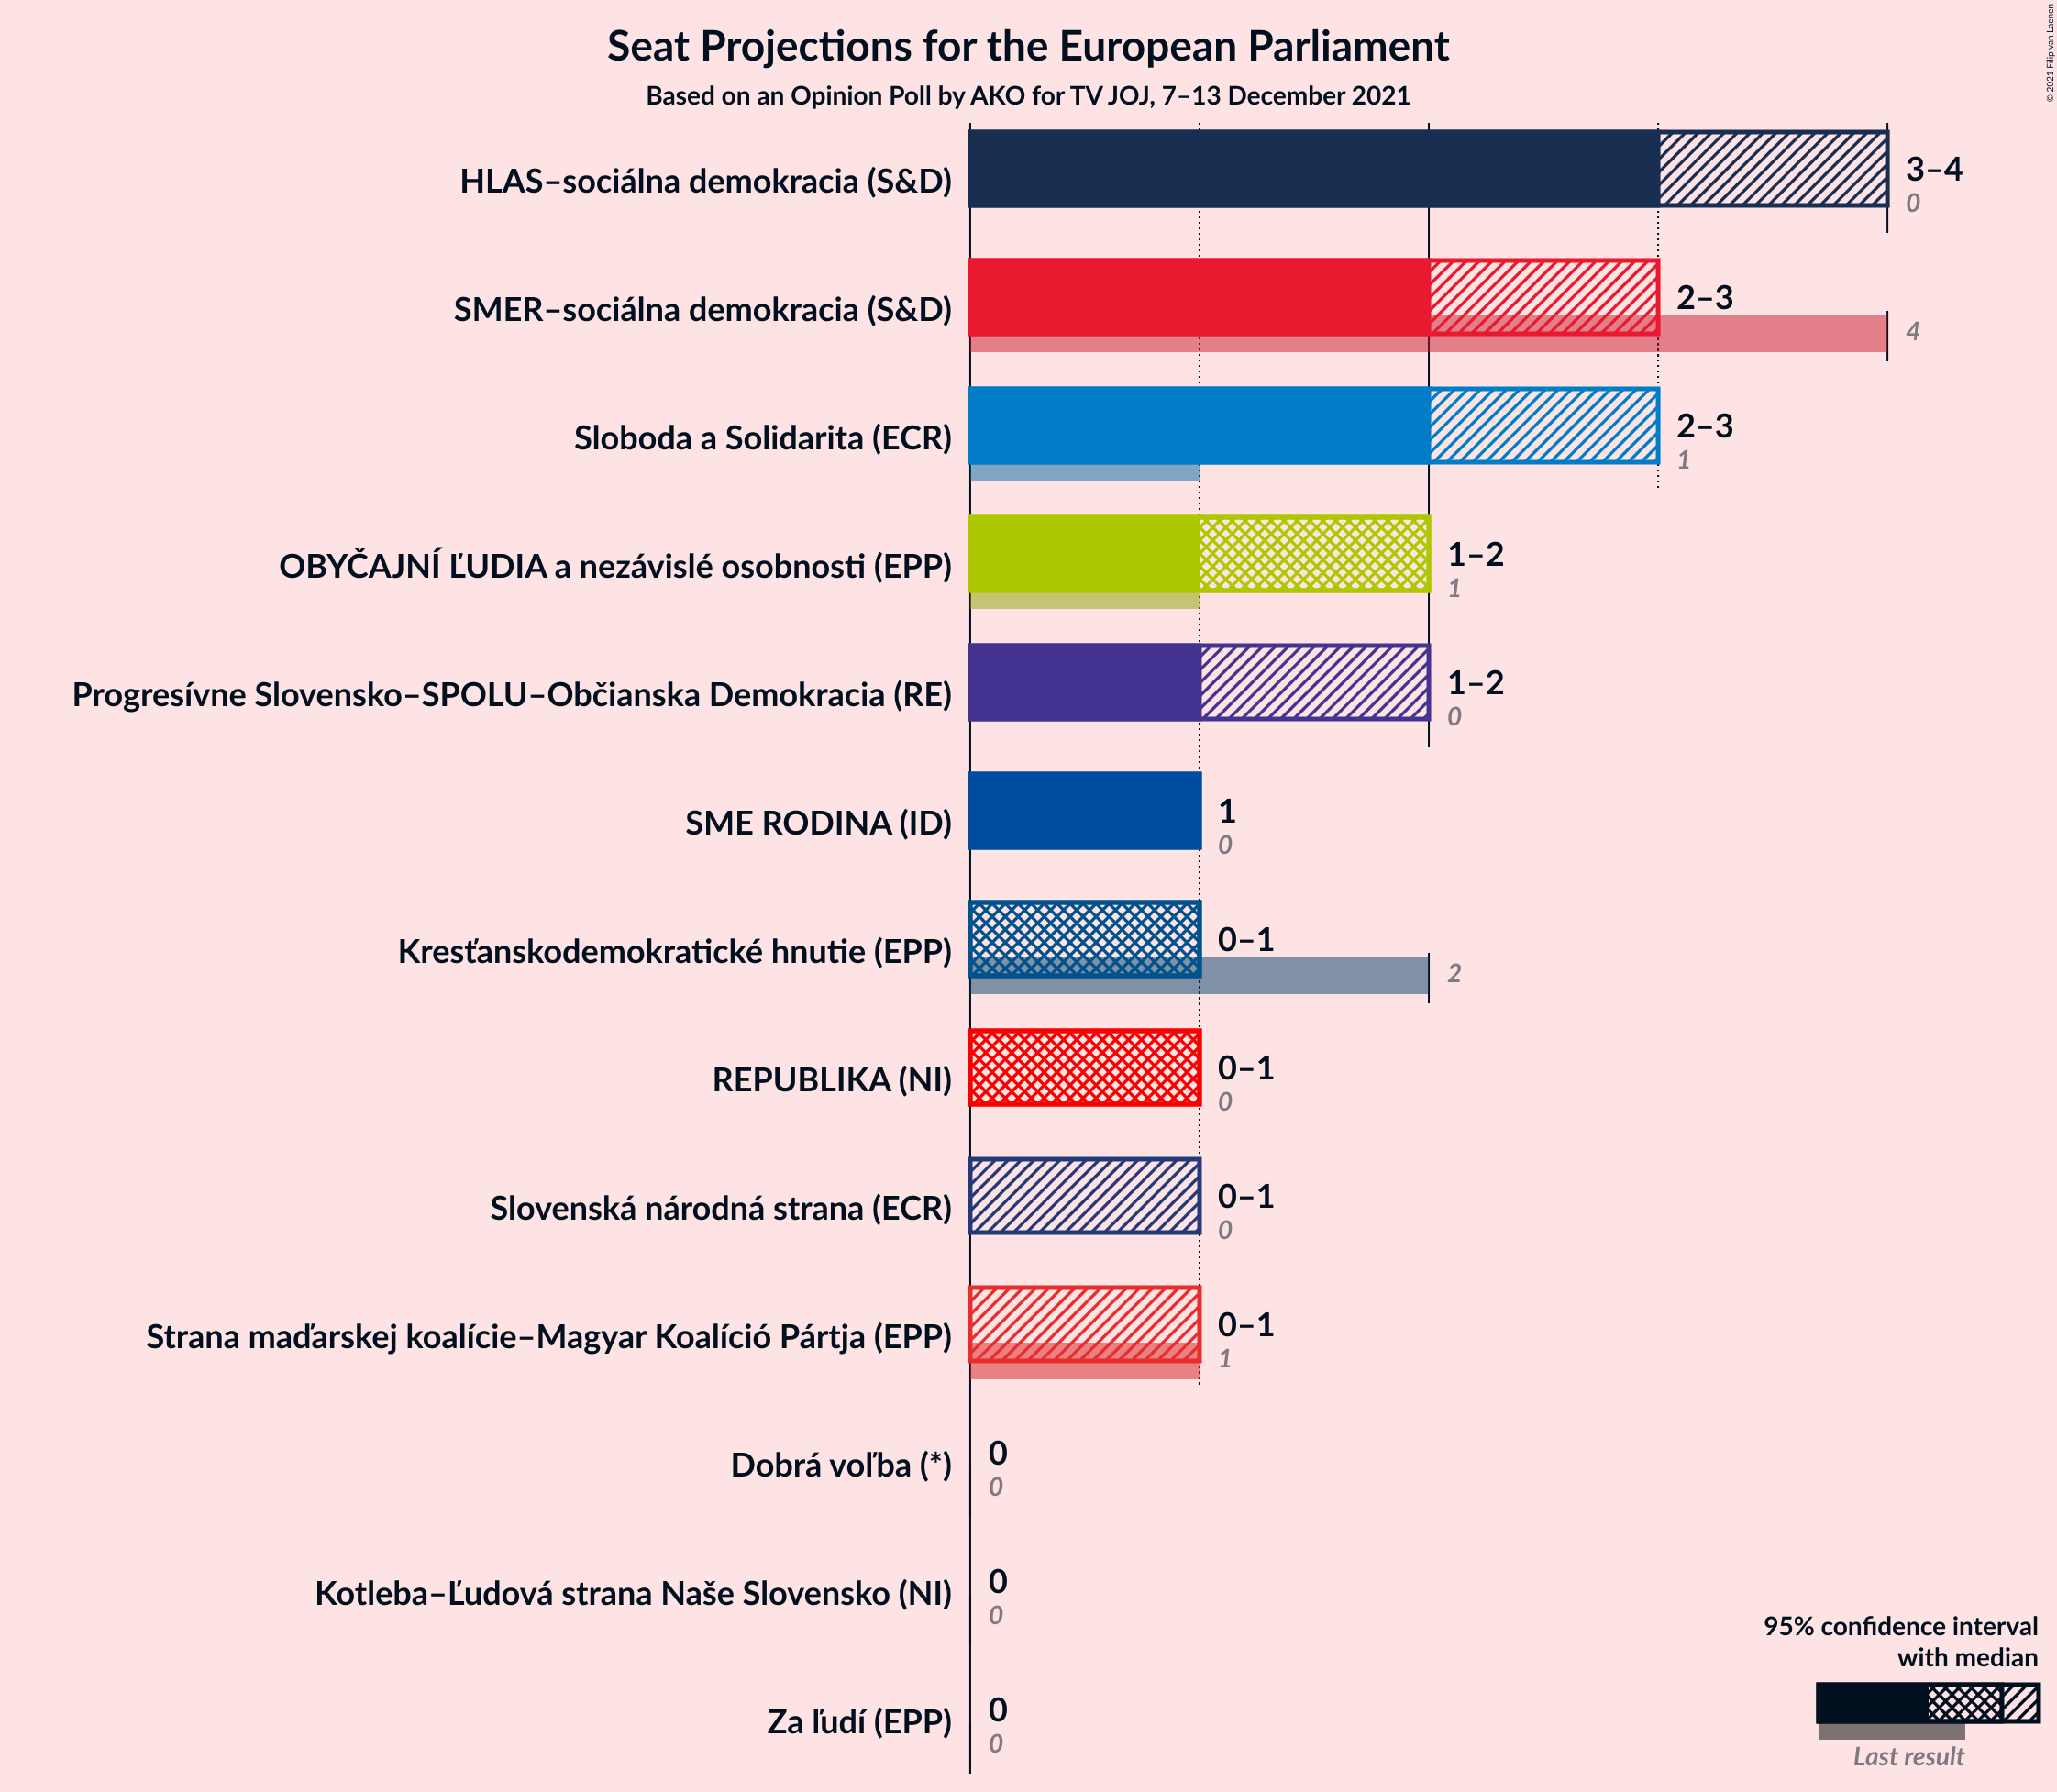 Seat Projections for the European Parliament
Based on an Opinion Poll by AKO for TV JOJ, 7–13 December 2021
© 2021 Filip van Laenen
HLAS–sociálna demokracia (S&D)
3–4
0
SMER–sociálna demokracia (S&D)
2–3
4
Sloboda a Solidarita (ECR)
2–3
1
OBYČAJNÍ ĽUDIA a nezávislé osobnosti (EPP)
1–2
1
Progresívne Slovensko–SPOLU–Občianska Demokracia (RE)
1–2
0
SME RODINA (ID)
1
0
Kresťanskodemokratické hnutie (EPP)
0–1
2
REPUBLIKA (NI)
0–1
0
Slovenská národná strana (ECR)
0–1
0
Strana maďarskej koalície–Magyar Koalíció Pártja (EPP)
0–1
1
Dobrá voľba (*)
0
0
Kotleba–Ľudová strana Naše Slovensko (NI)
0
0
Za ľudí (EPP)
0
0
95% confidence interval
with median
Last result